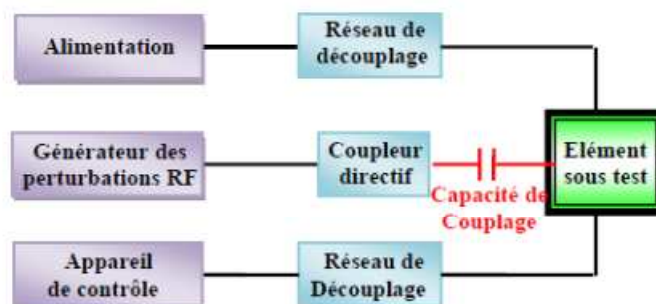 Alimentation
Réseau de
découplage
Générateur des
perturbations RF
Coupleur
directif
Capacité de
Couplage
Elément
sous test
Appareil
de contrôle
Réseau de
Découplage